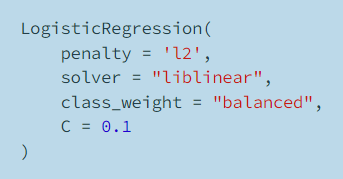 LogisticRegression(
    penalty = 'l2',
    solver = "liblinear",
    class_weight = "balanced",
    C = 0.1
)